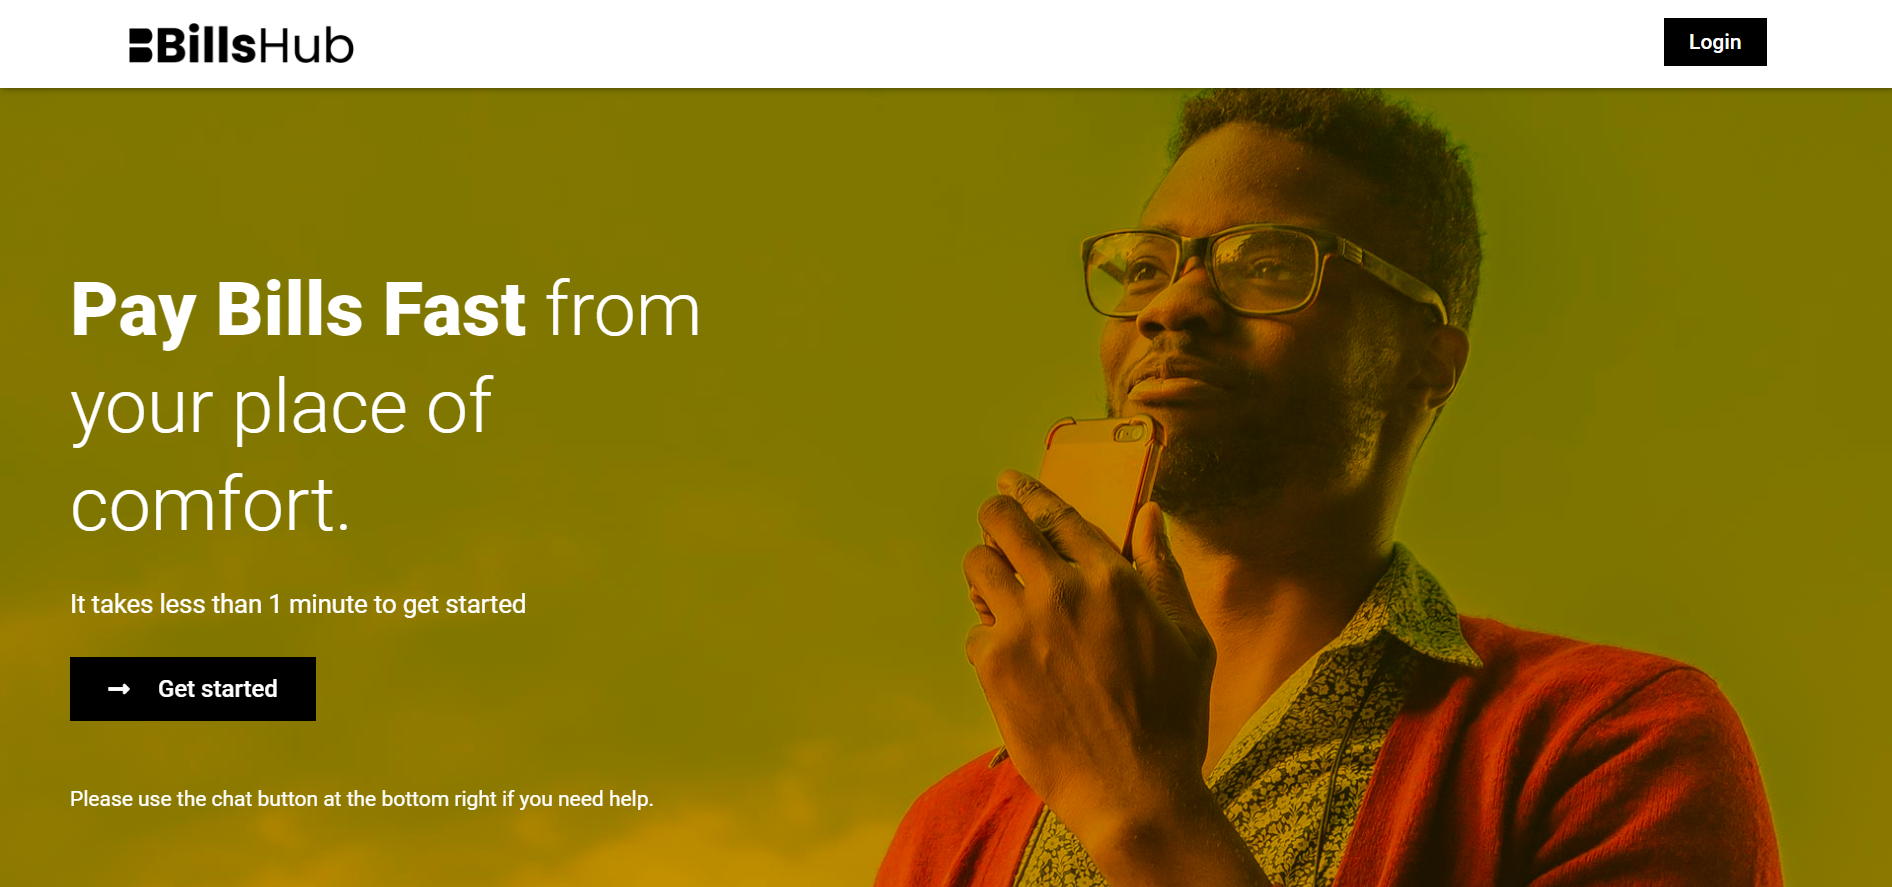 BillsHub
Login
Pay Bills Fast from
your place of
comfort.
It takes less than 1 minute to get started
Get started
Please use the chat button at the bottom right if you need help.